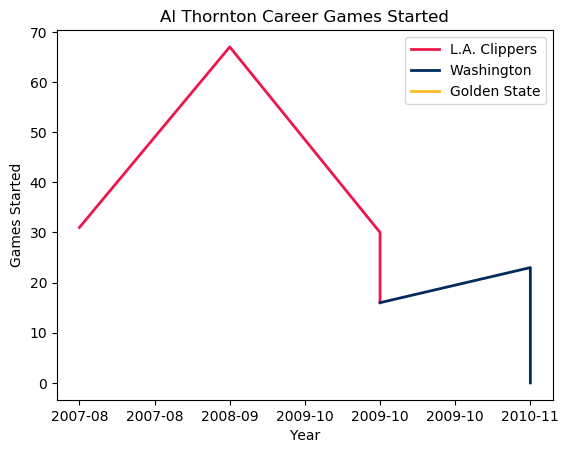 Al Thornton Career Games Started
L.A. Clippers
Washington
Golden State
Games Started
70
60
50
40
30
20
10
0
2007-08 2007-08 2008-09 2009-10 2009-10 2009-10 2010-11
Year